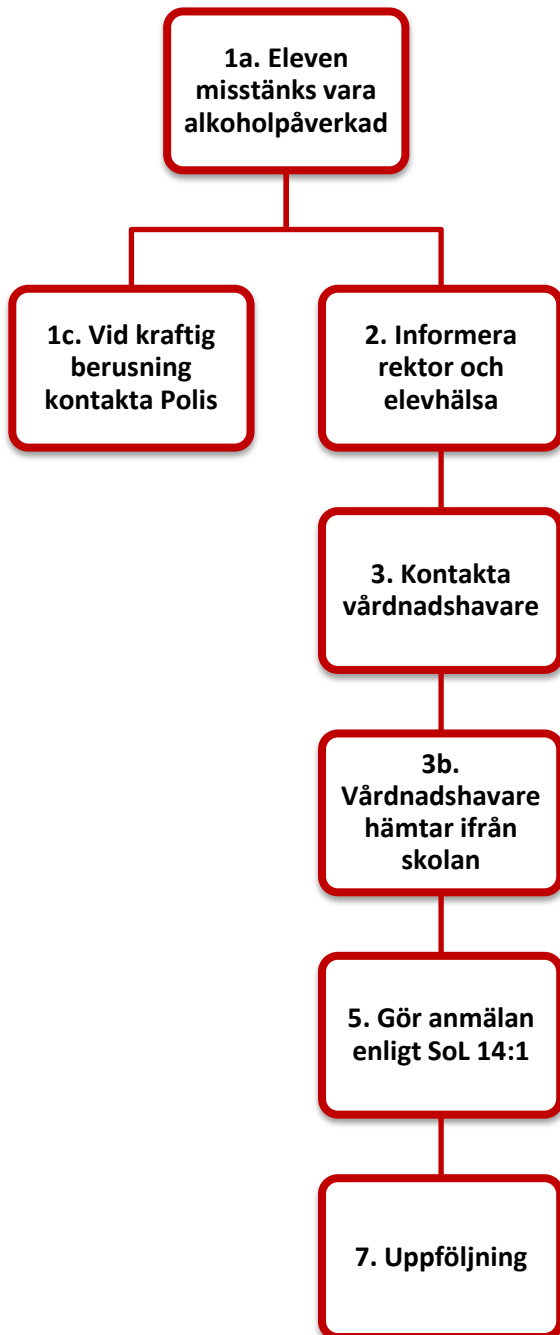 1a. Eleven
misstänks vara
alkoholpåverkad
1c. Vid kraftig
berusning
kontakta Polis
2. Informera
rektor och
elevhälsa
3. Kontakta
vårdnadshavare
3b.
Vårdnadshavare
hämtar ifrån
skolan
5. Gör anmälan
enligt SoL 14:1
7. Uppföljning